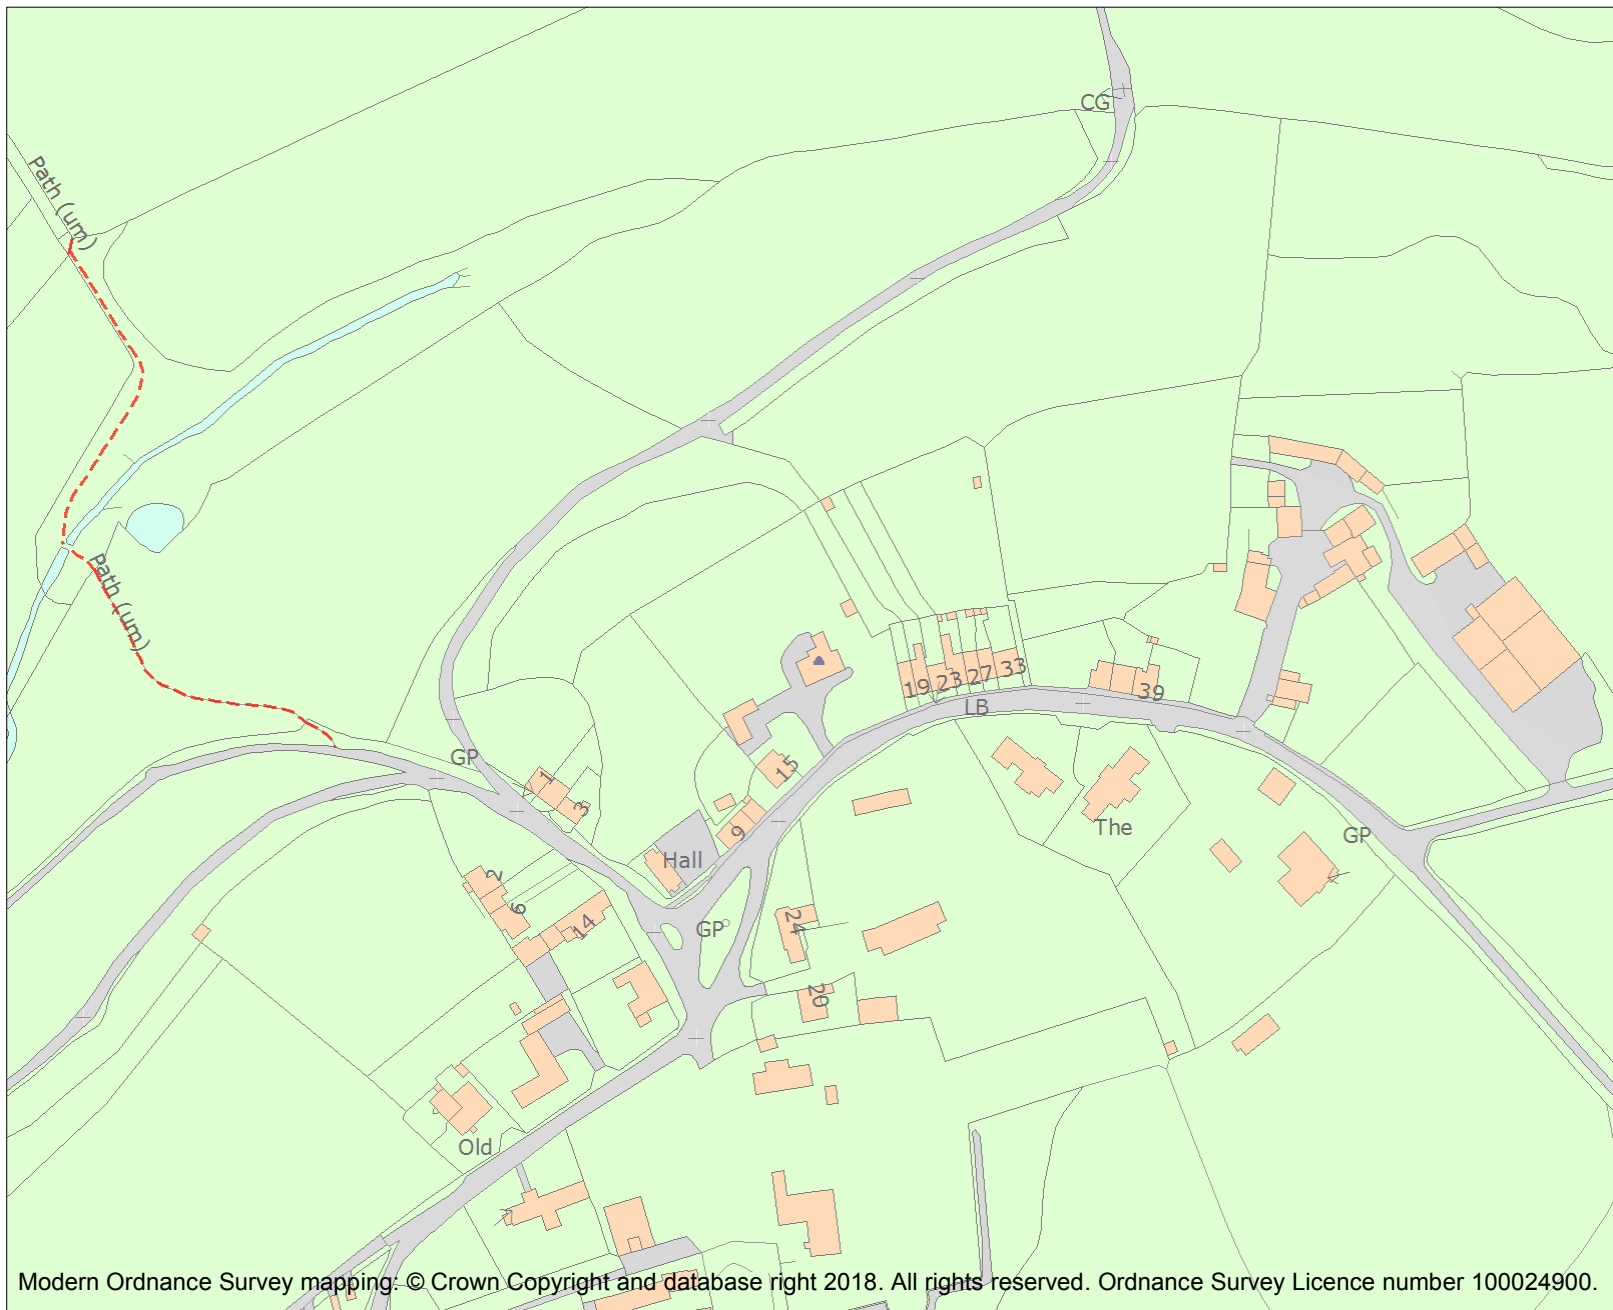 CG
Path (um)
Path (um)
19
23
27
33
39
LB
GP
1
3
15
9
The
GP
Hall
2
6
14
GP
24
20
Old
Modern Ordnance Survey mapping: © Crown Copyright and database right 2018. All rights reserved. Ordnance Survey Licence number 100024900.